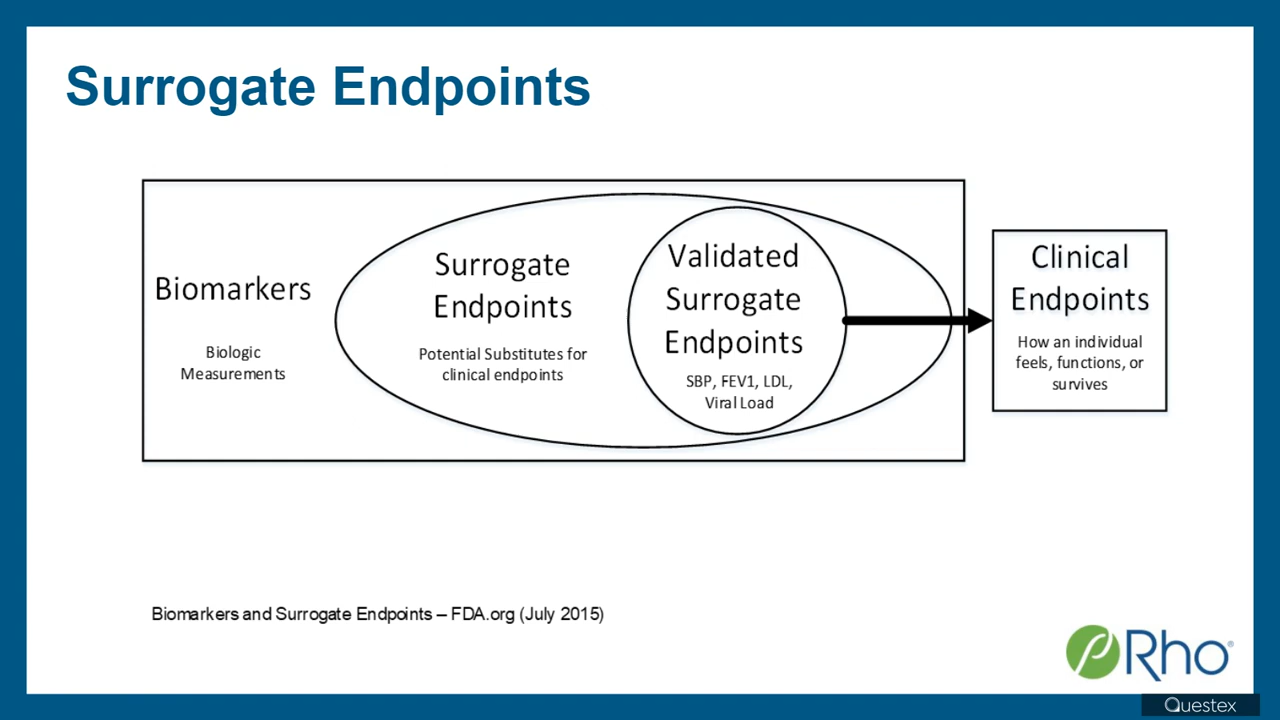 Surrogate Endpoints
Biomarkers
Biologic
Measurements
Surrogate
Endpoints
Potential Substitutes for
clinical endpoints
Validated
Surrogate
Endpoints
SBP, FEV1, LDL,
Viral Load
Clinical
Endpoints
How an individual
feels, functions, or
survives
Biomarkers and Surrogate Endpoints – FDA.org (July 2015)
Rho®
Questex